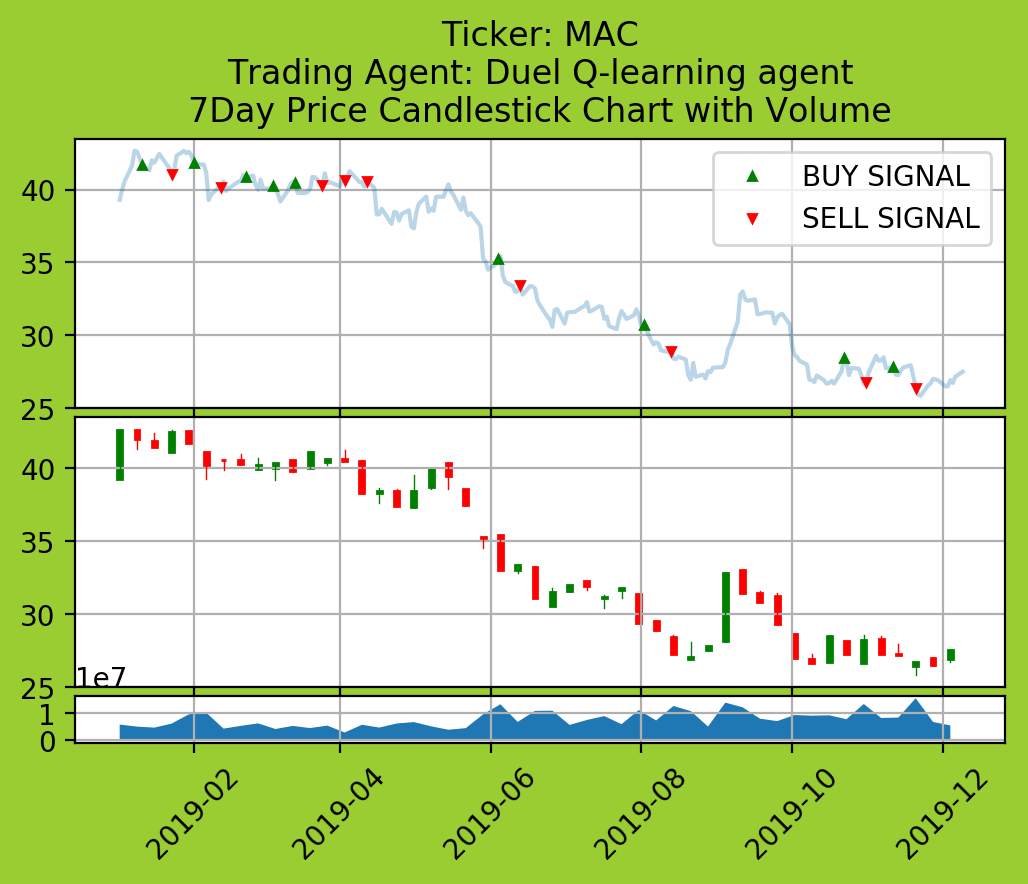 Ticker: MAC
Trading Agent: Duel Q-learning agent
7Day Price Candlestick Chart with Volume
BUY SIGNAL
SELL SIGNAL
40
35
30
25
40
35
30
25
1e7
1
0
2019-02
2019-04
2019-06
2019-08
2019-10
2019-12